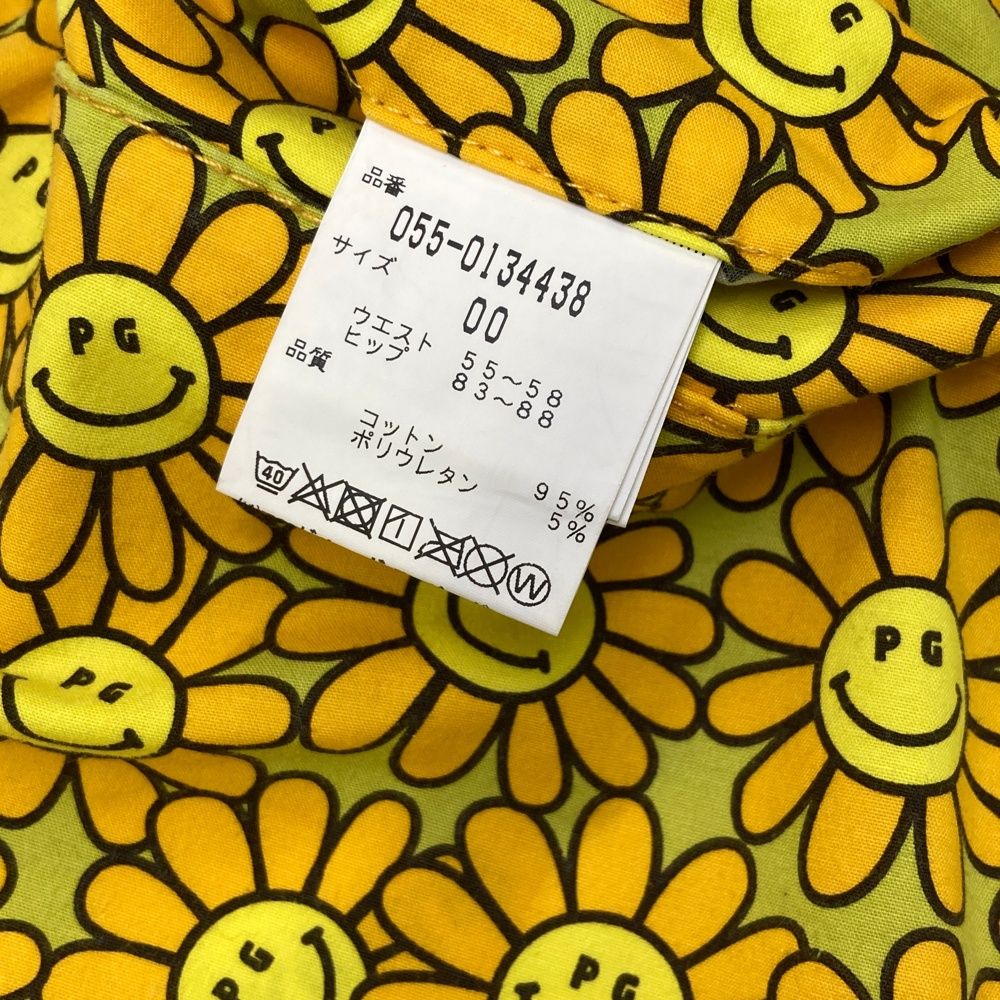 品番
055-0134438
サイズ
00
ウエスト 55～58
ヒップ 83～88
品質
コットン 95%
ポリウレタン 5%
40
W
P G
P G
P G
P G
P G
P G
P
G
P